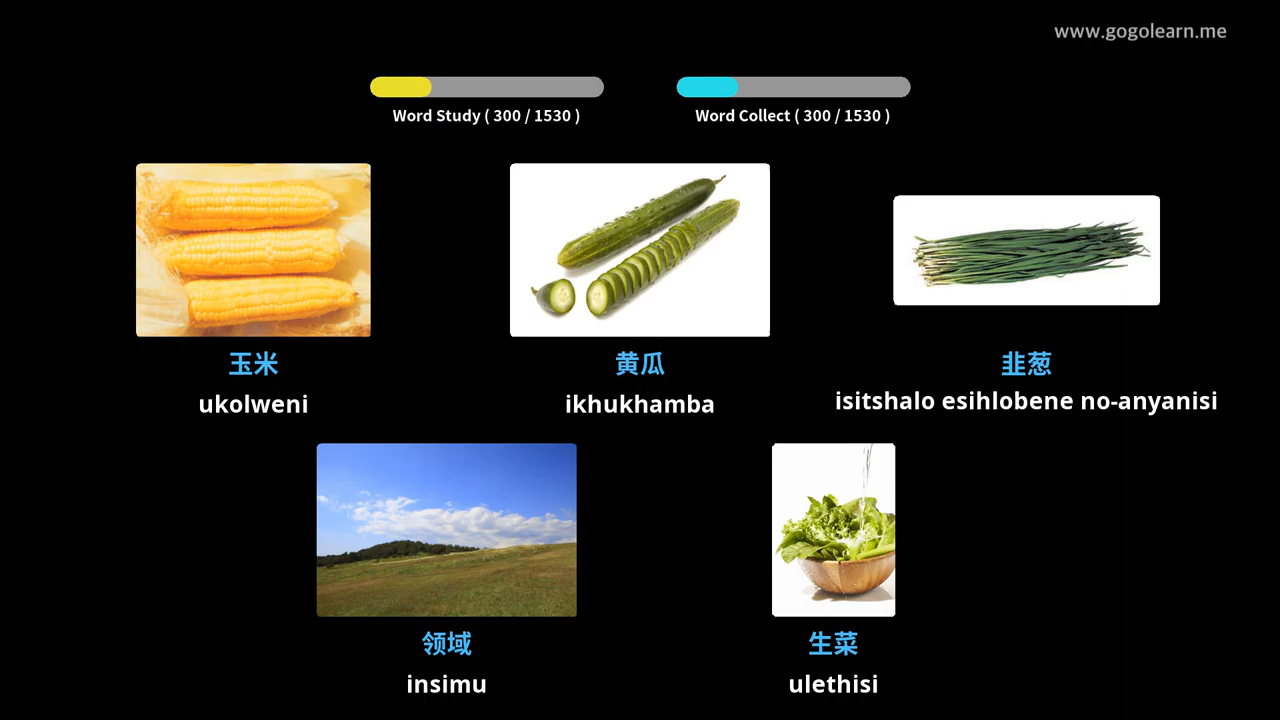 www.gogolearn.me
Word Study ( 300 / 1530 )
Word Collect ( 300 / 1530 )
玉米
ukolweni
黄瓜
ikhukhamba
韭葱
isitshalo esihlobene no-anyanisi
领域
insimu
生菜
ulethisi